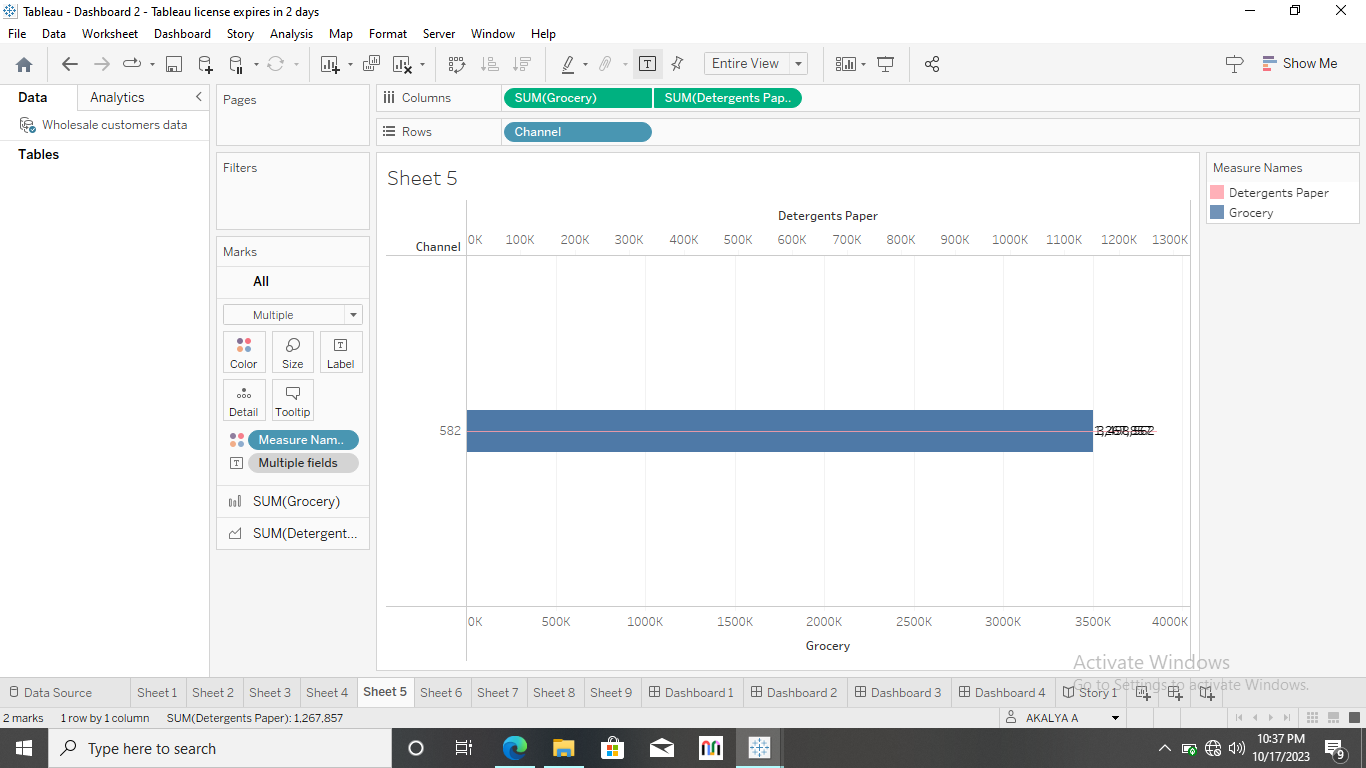 Tableau - Dashboard 2 - Tableau license expires in 2 days
File Data Worksheet Dashboard Story Analysis Map Format Server Window Help
Entire View
Show Me
Data Analytics
Wholesale customers data
Tables
Pages
Filters
Marks
All
Multiple
Color Size Label
Detail Tooltip
Measure Nam..
Multiple fields
SUM(Grocery)
SUM(Detergent...
Columns SUM(Grocery) SUM(Detergents Pap..
Rows Channel
Sheet 5
Detergents Paper
Channel 0K 100K 200K 300K 400K 500K 600K 700K 800K 900K 1000K 1100K 1200K 1300K
582
0K 500K 1000K 1500K 2000K 2500K 3000K 3500K 4000K
Grocery
Measure Names
Detergents Paper
Grocery
Activate Windows
Go to Settings to activate Windows.
Data Source Sheet 1 Sheet 2 Sheet 3 Sheet 4 Sheet 5 Sheet 6 Sheet 7 Sheet 8 Sheet 9 Dashboard 1 Dashboard 2 Dashboard 3 Dashboard 4 Story 1
2 marks 1 row by 1 column SUM(Detergents Paper): 1,267,857
AKALYA A
Type here to search
10:37 PM
10/17/2023
9